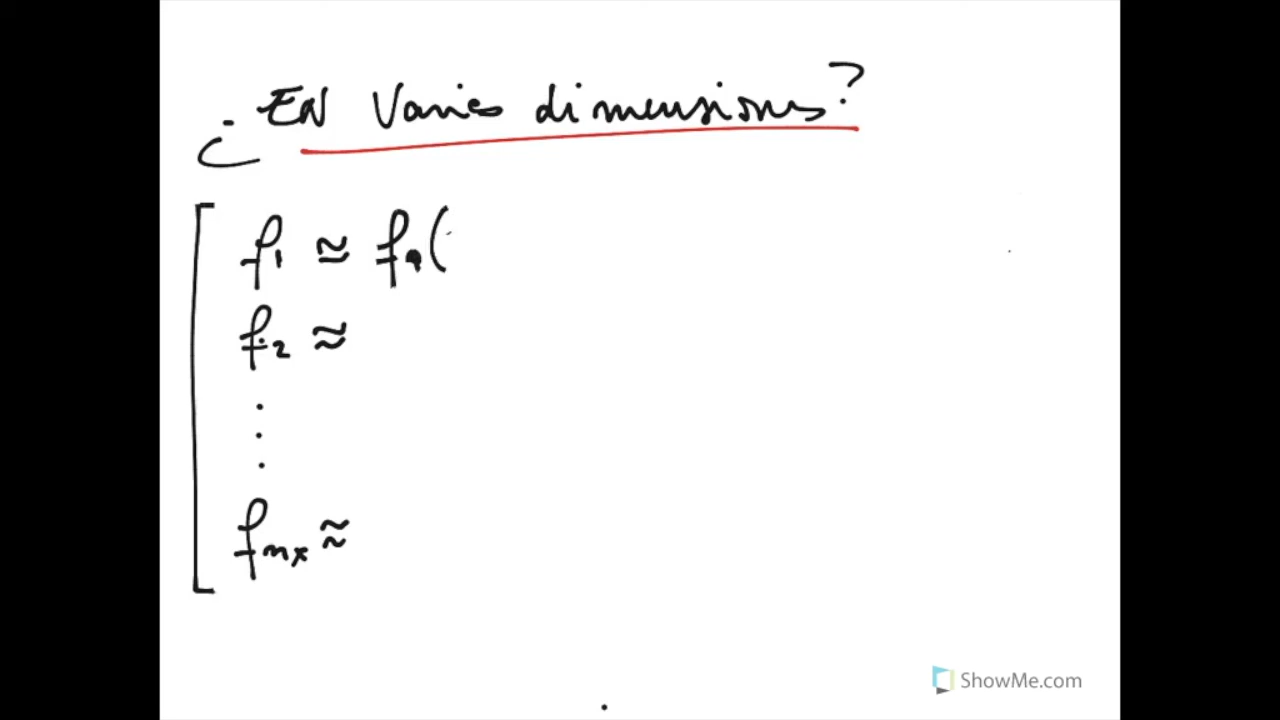 ¿EN varias dimensiones?
f₁ ≈ f₁(
f₂ ≈
⋮
fₙₓ ≈
ShowMe.com